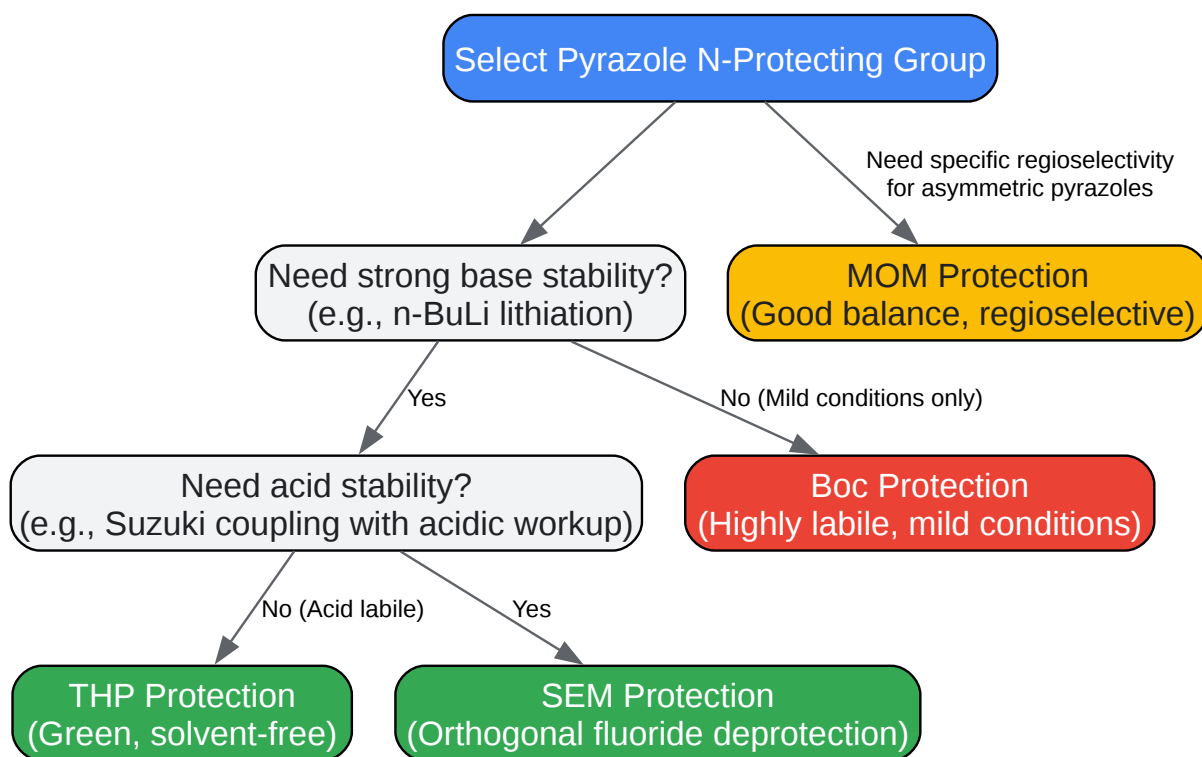 Select Pyrazole N-Protecting Group
Need specific regioselectivity
for asymmetric pyrazoles
Need strong base stability?
(e.g., n-BuLi lithiation)
MOM Protection
(Good balance, regioselective)
Yes
No (Mild conditions only)
Need acid stability?
(e.g., Suzuki coupling with acidic workup)
Boc Protection
(Highly labile, mild conditions)
No (Acid labile)
Yes
THP Protection
(Green, solvent-free)
SEM Protection
(Orthogonal fluoride deprotection)